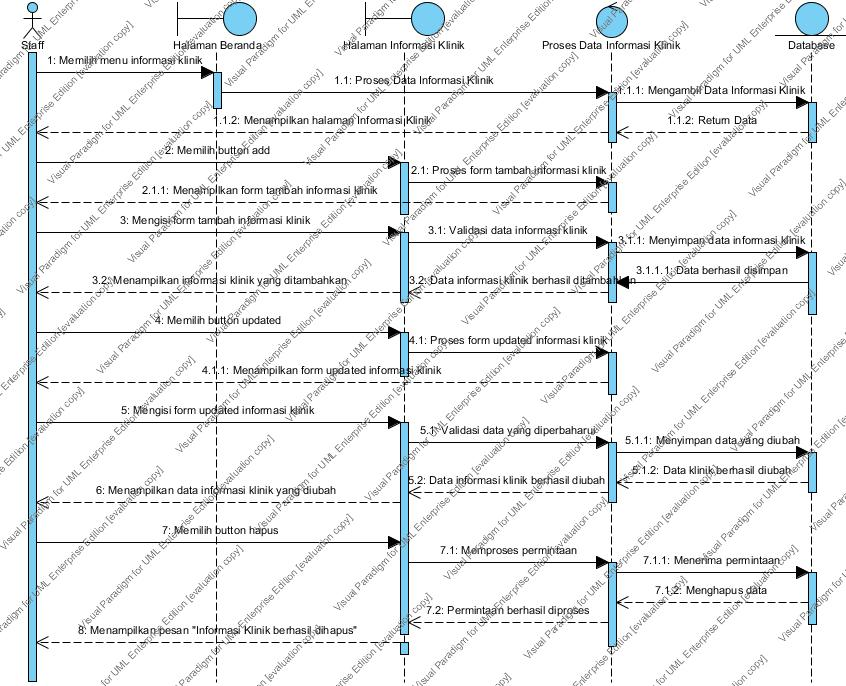 Staff
Halaman Beranda
Halaman Informasi Klinik
Proses Data Informasi Klinik
Database
1: Memilih menu informasi klinik
1.1: Proses Data Informasi Klinik
1.1.1: Mengambil Data Informasi Klinik
1.1.2: Menampilkan halaman Informasi Klinik
1.1.2: Return Data
2: Memilih button add
2.1: Proses form tambah informasi klinik
2.1.1: Menampilkan form tambah informasi klinik
3: Mengisi form tambah informasi klinik
3.1: Validasi data informasi klinik
3.1.1: Menyimpan data informasi klinik
3.1.1.1: Data berhasil disimpan
3.2: Menampilkan informasi klinik yang ditambahkan
3.2: Data informasi klinik berhasil ditambahkan
4: Memilih button updated
4.1: Proses form updated informasi klinik
4.1.1: Menampilkan form updated informasi klinik
5: Mengisi form updated informasi klinik
5.1: Validasi data yang diperbaharui
5.1.1: Menyimpan data yang diubah
5.1.2: Data klinik berhasil diubah
5.2: Data informasi klinik berhasil diubah
6: Menampilkan data informasi klinik yang diubah
7: Memilih button hapus
7.1: Memproses permintaan
7.1.1: Menerima permintaan
7.1.2: Menghapus data
7.2: Permintaan berhasil diproses
8: Menampilkan pesan "Informasi Klinik berhasil dihapus"
Visual Paradigm for UML Enterprise Edition [evaluation copy]